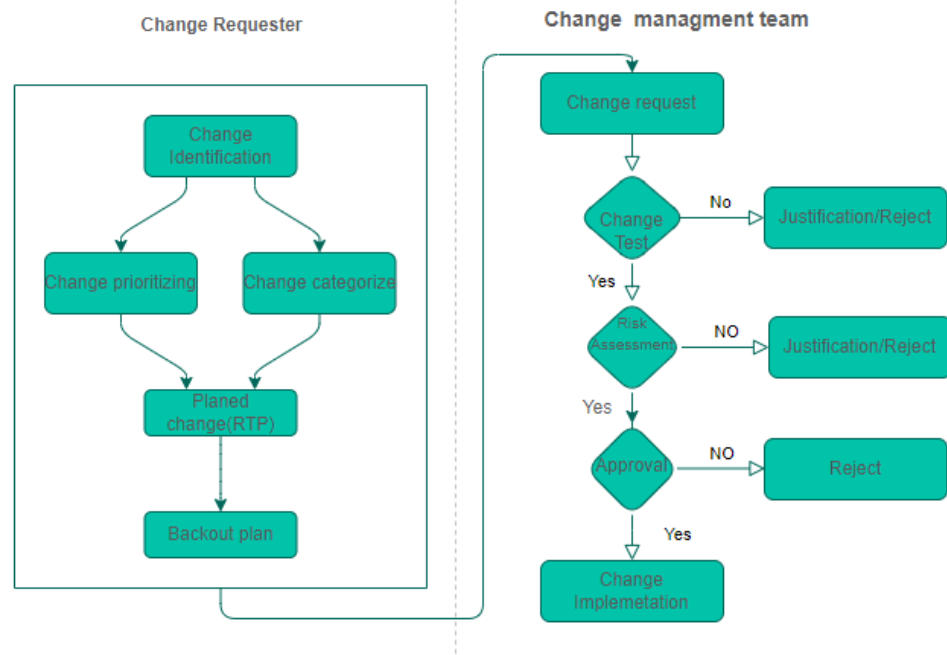 Change Requester
Change managment team
Change
Identification
Change prioritizing
Change categorize
Planed
change(RTP)
Backout plan
Change request
Change
Test
No
Justification/Reject
Yes
Risk
Assessment
NO
Justification/Reject
Yes
Approval
NO
Reject
Yes
Change
Implemetation